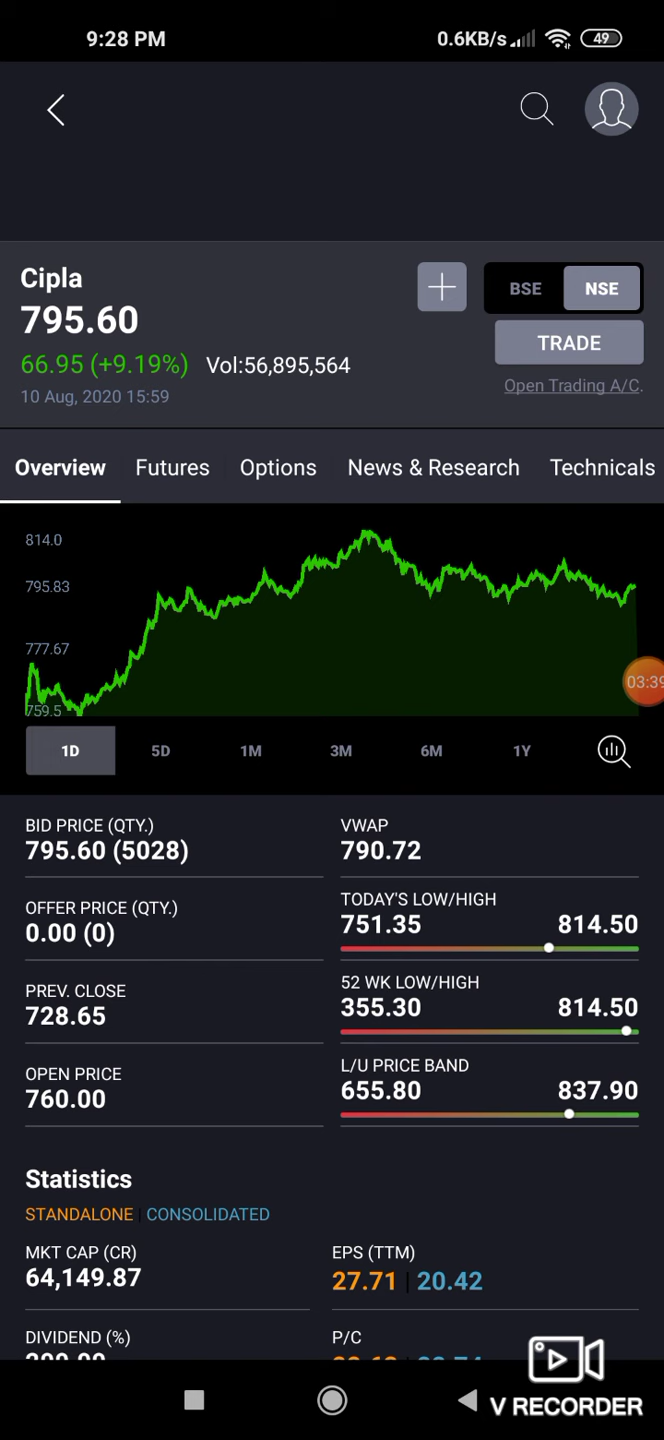 9:28 PM
0.6KB/s
49
Cipla
795.60
66.95 (+9.19%) Vol:56,895,564
10 Aug, 2020 15:59
BSE NSE
TRADE
Open Trading A/C.
Overview Futures Options News & Research Technicals
814.0
795.83
777.67
759.5
03:39
1D 5D 1M 3M 6M 1Y
BID PRICE (QTY.)
795.60 (5028)
VWAP
790.72
OFFER PRICE (QTY.)
0.00 (0)
TODAY'S LOW/HIGH
751.35 814.50
PREV. CLOSE
728.65
52 WK LOW/HIGH
355.30 814.50
OPEN PRICE
760.00
L/U PRICE BAND
655.80 837.90
Statistics
STANDALONE | CONSOLIDATED
MKT CAP (CR)
64,149.87
EPS (TTM)
27.71 | 20.42
DIVIDEND (%)
P/C
V RECORDER